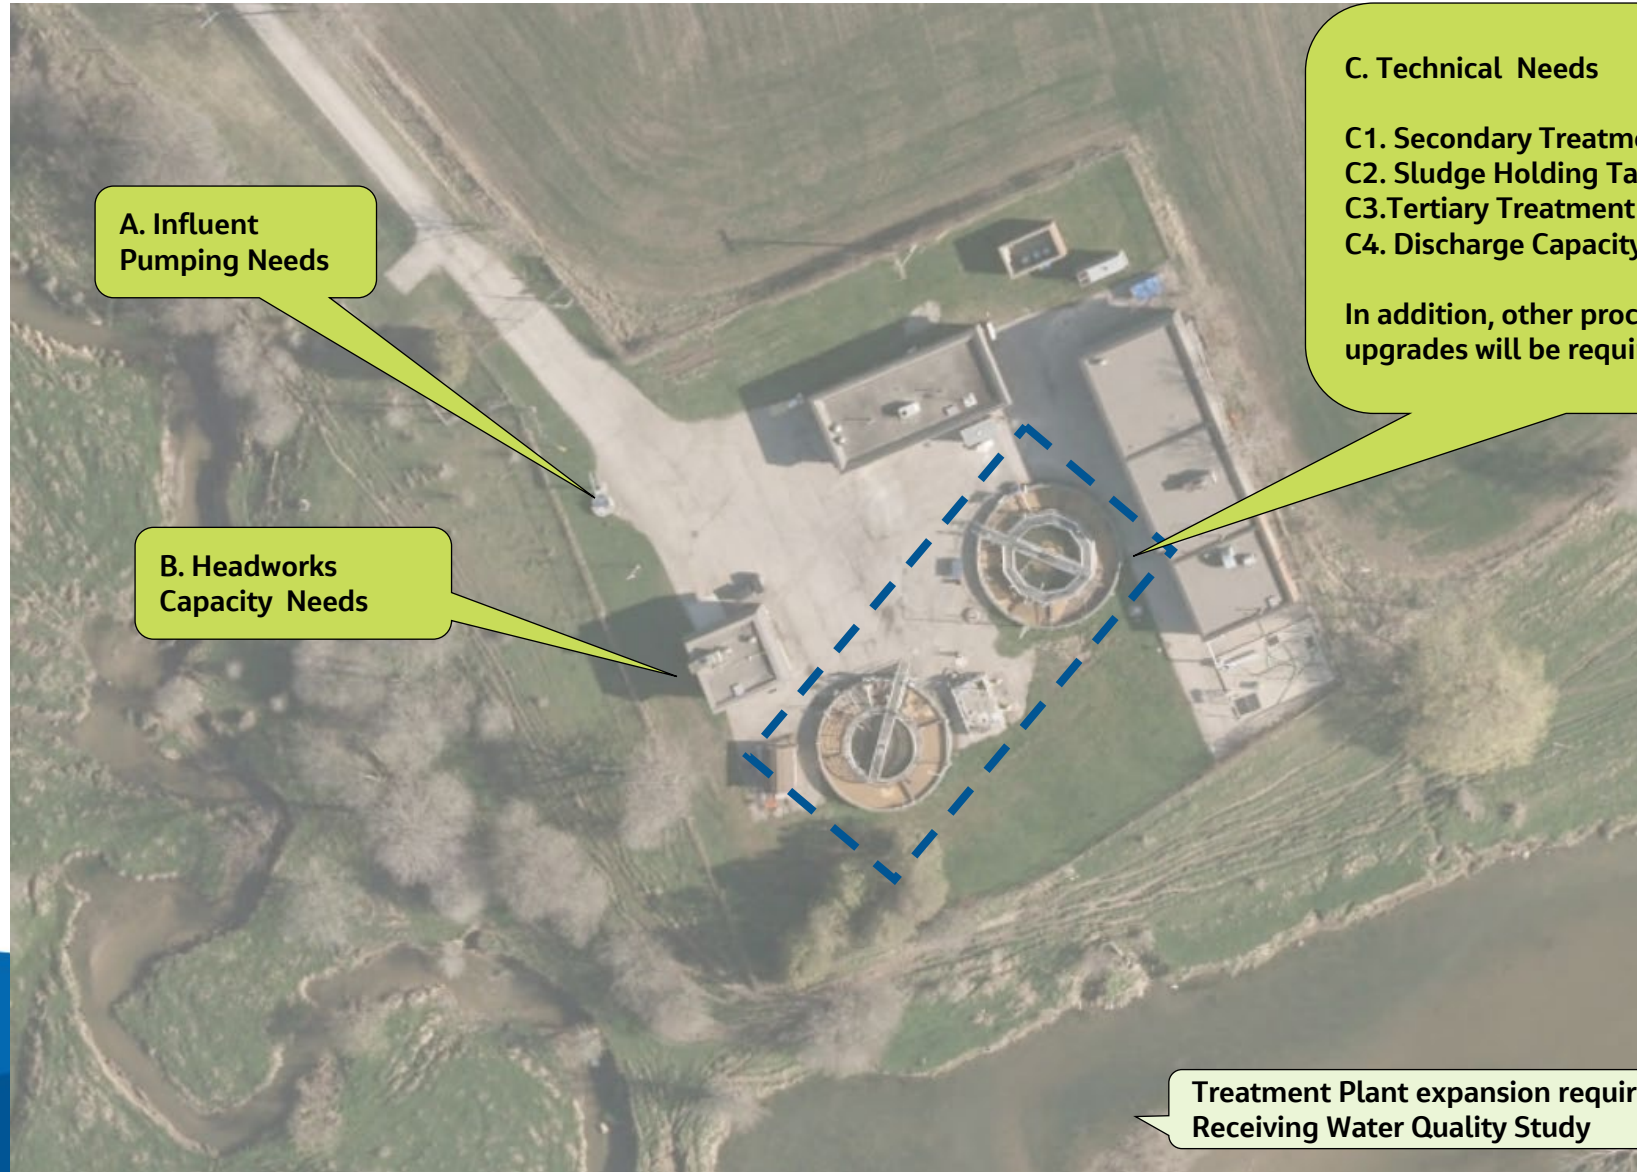 C. Technical Needs
C1. Secondary Treatme
C2. Sludge Holding Ta
C3.Tertiary Treatment
C4. Discharge Capacity
In addition, other proc
upgrades will be requi
A. Influent
Pumping Needs
B. Headworks
Capacity Needs
Treatment Plant expansion requir
Receiving Water Quality Study